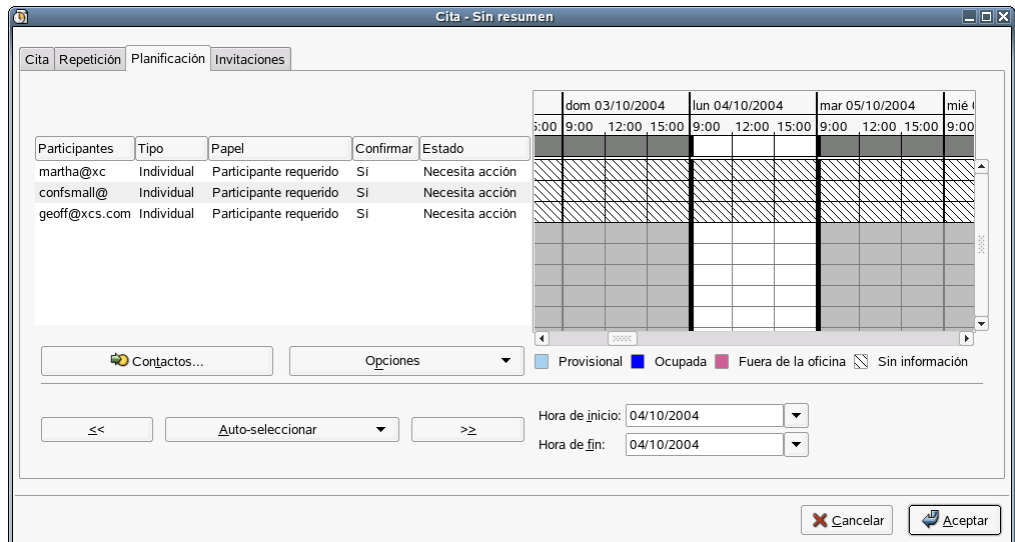 Cita - Sin resumen
Cita Repetición Planificación Invitaciones
dom 03/10/2004 lun 04/10/2004 mar 05/10/2004 mié
5:00 9:00 12:00 15:00 9:00 12:00 15:00 9:00 12:00 15:00 9:00
Participantes Tipo Papel Confirmar Estado
martha@xc Individual Participante requerido Sí Necesita acción
confsmall@ Individual Participante requerido Sí Necesita acción
geoff@xcs.com Individual Participante requerido Sí Necesita acción
Contactos... Opciones
Provisional Ocupada Fuera de la oficina Sin información
<< Auto-seleccionar >>
Hora de inicio: 04/10/2004
Hora de fin: 04/10/2004
Cancelar Aceptar